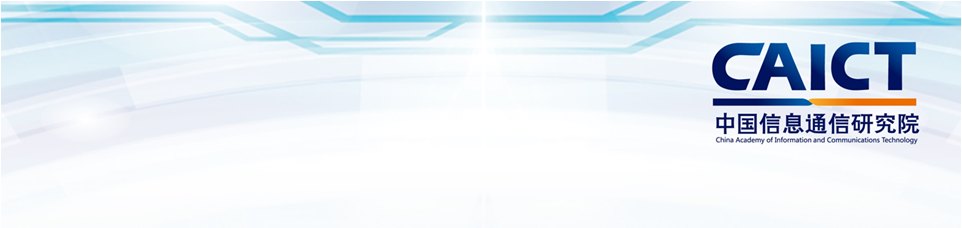 CAICT
中国信息通信研究院
China Academy of Information and Communications Technology